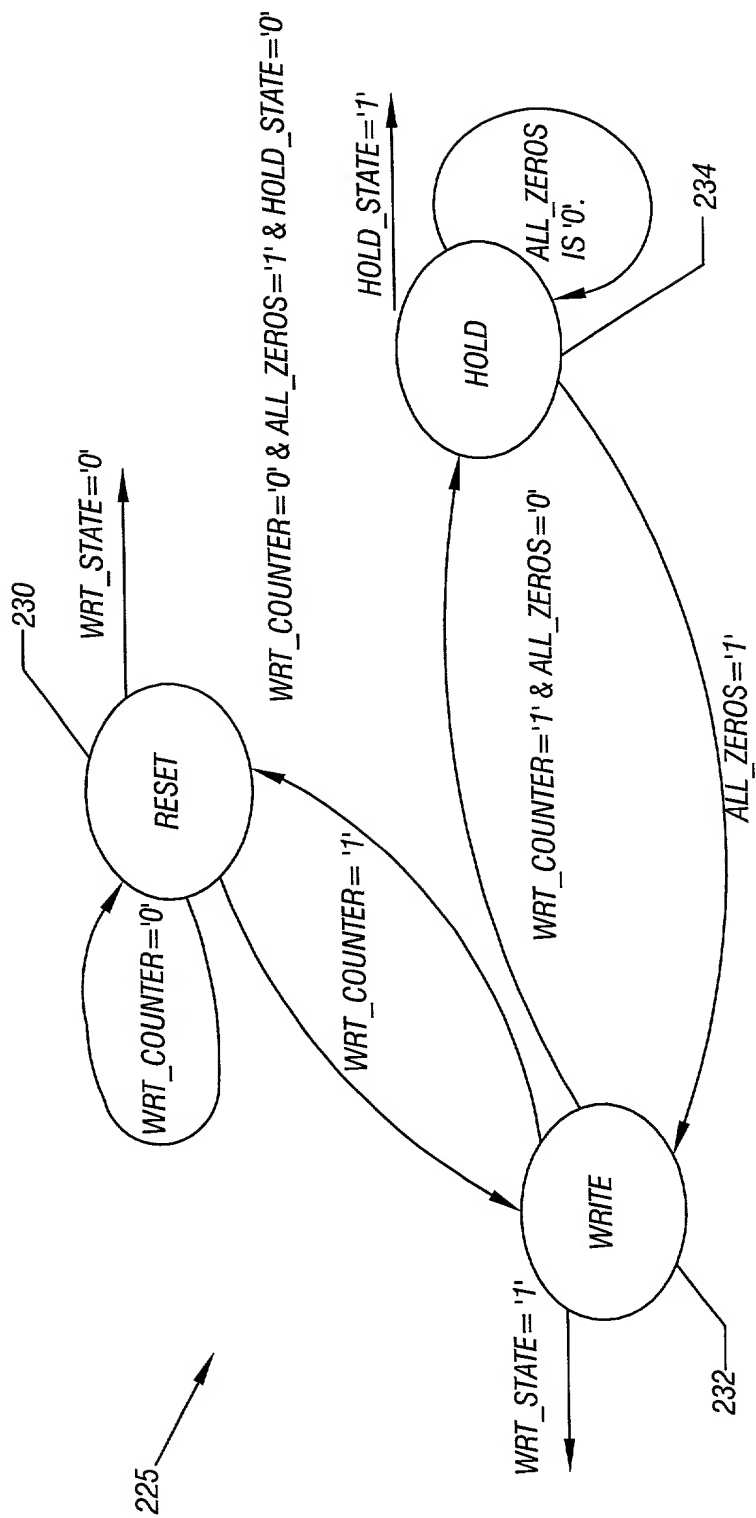 225
230
WRT_STATE='0'
RESET
WRT_COUNTER='0'
WRT_COUNTER='0' & ALL_ZEROS='1' & HOLD_STATE='0'
WRT_COUNTER= '1'
HOLD_STATE='1'
HOLD
ALL_ZEROS
IS '0'.
234
WRT_COUNTER='1' & ALL_ZEROS='0'
ALL_ZEROS='1'
WRT_STATE= '1'
WRITE
232